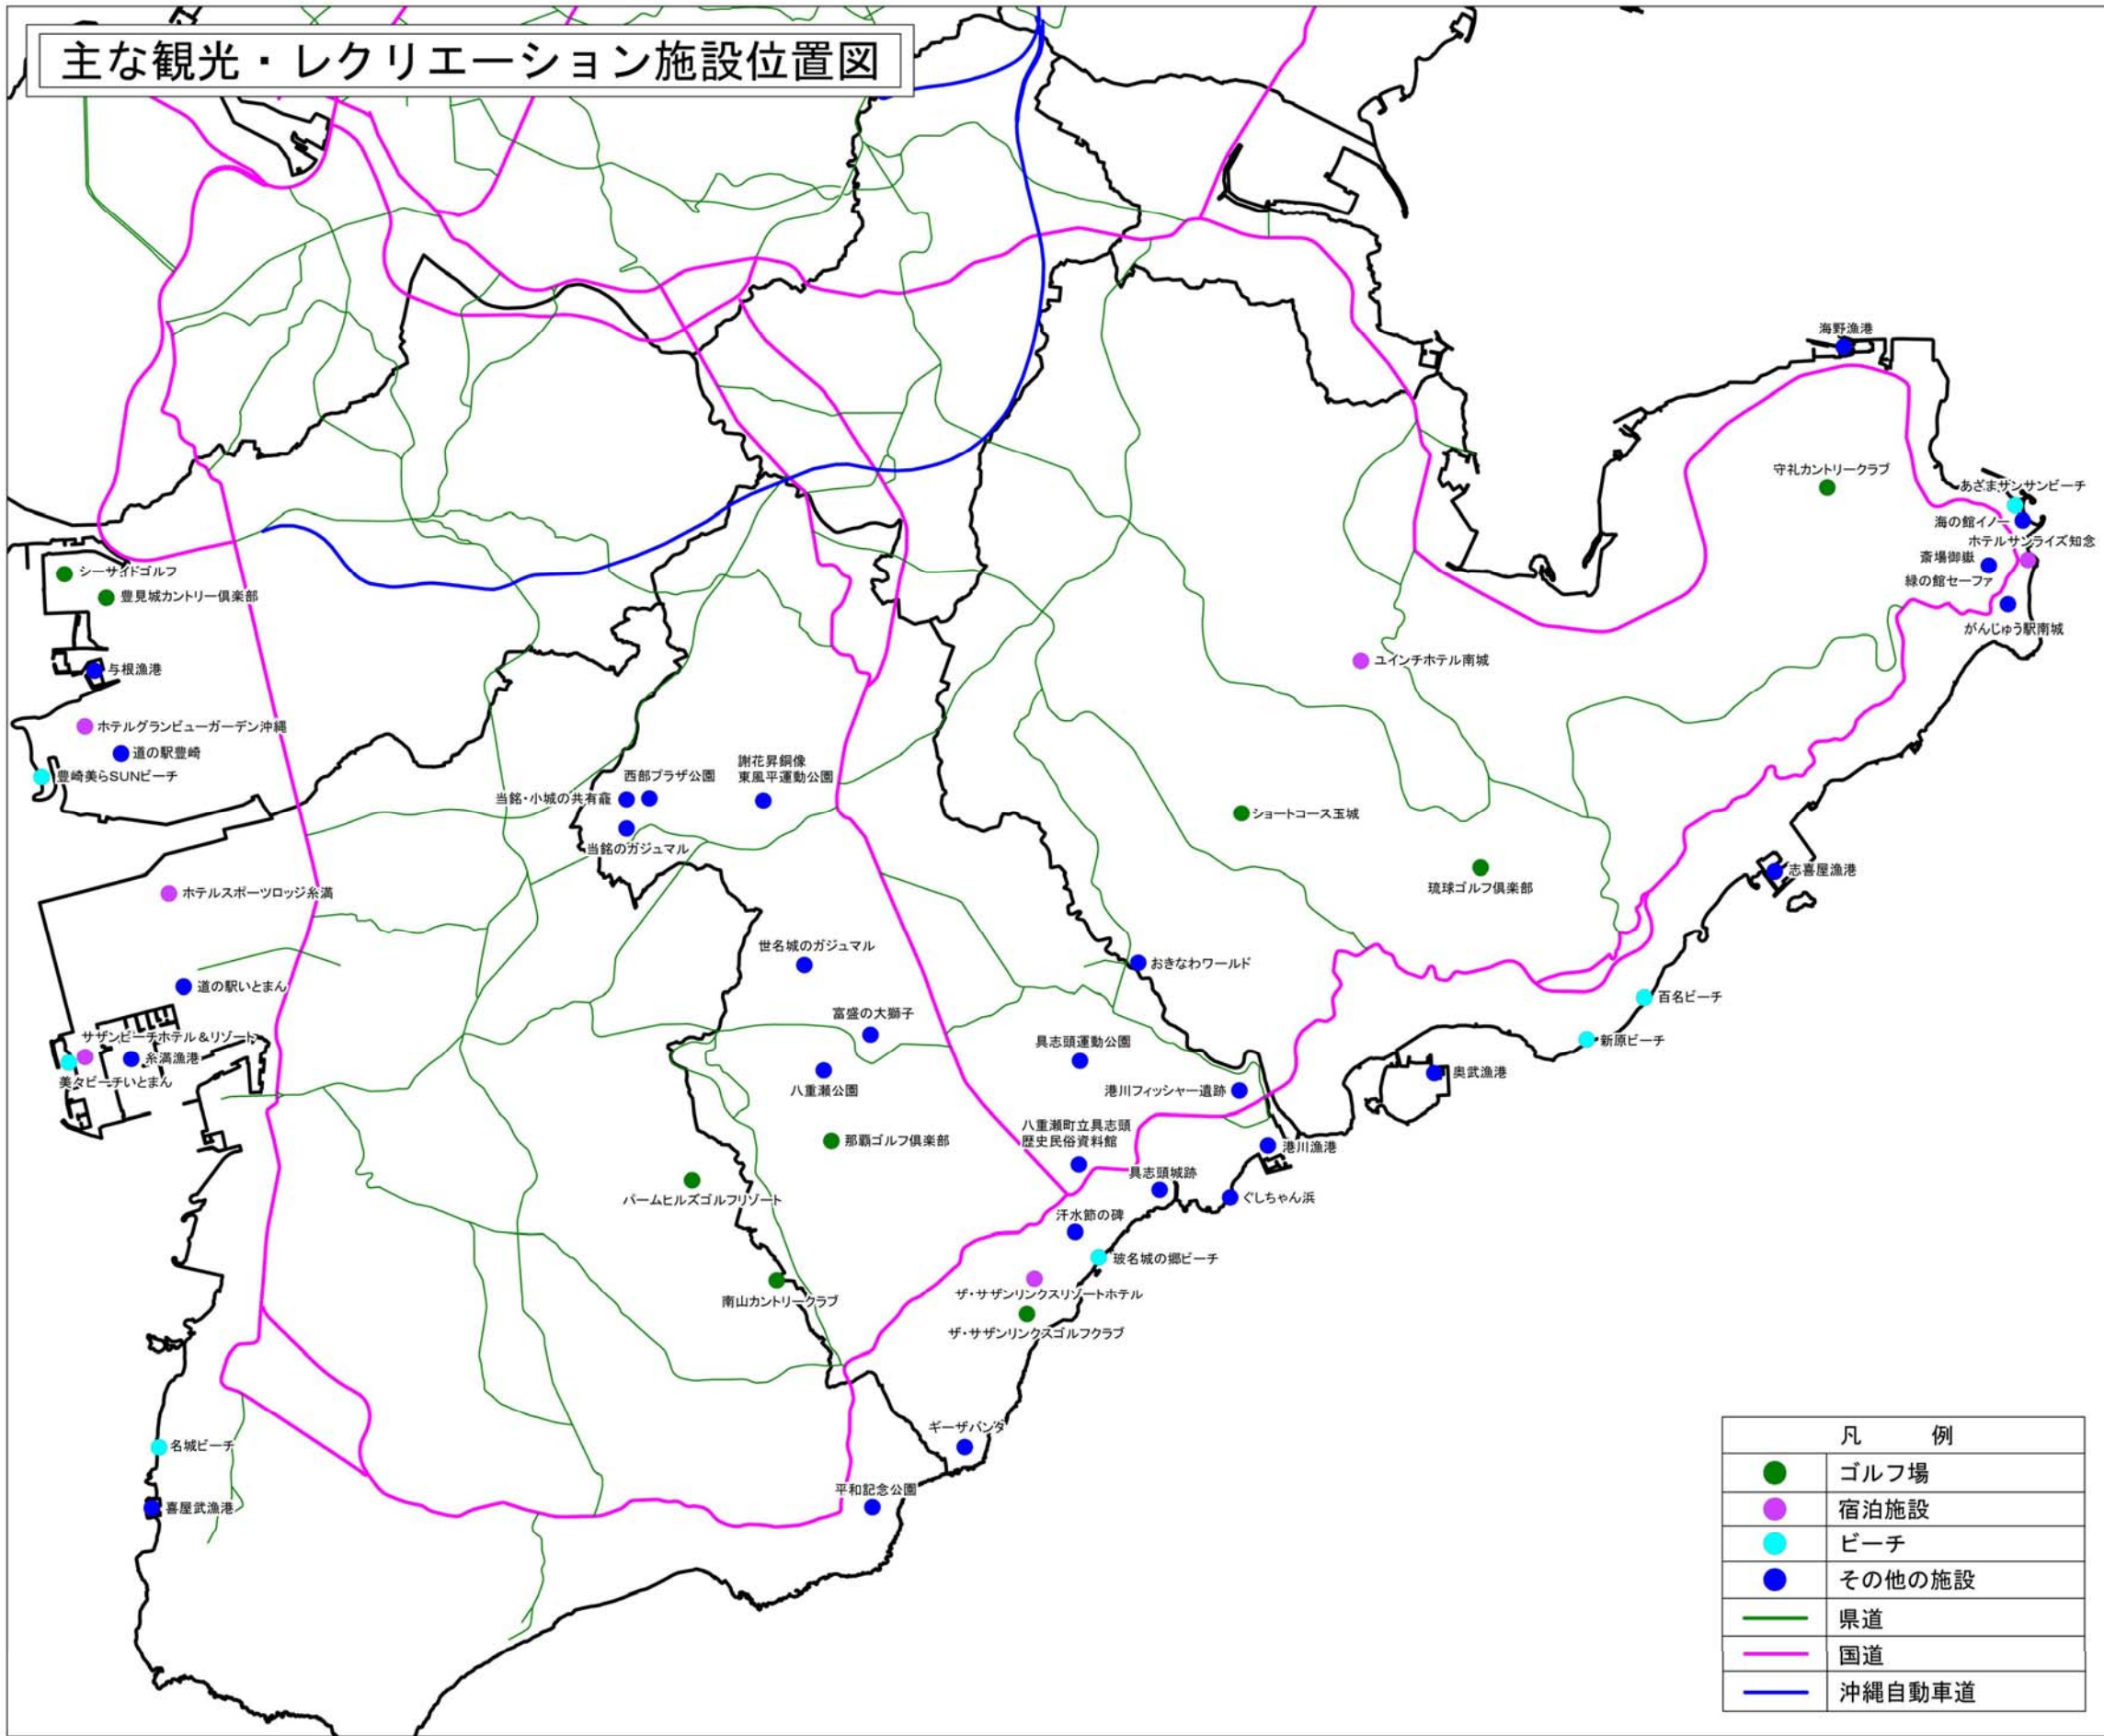 主な観光・レクリエーション施設位置図
海野漁港
守礼カントリークラブ
あざまサンサンビーチ
海の館イノー
ホテルサンライズ知念
斎場御嶽
緑の館セーファ
がんじゅう駅南城
シーサイドゴルフ
豊見城カントリー倶楽部
与根漁港
ユインチホテル南城
ホテルグランビューガーデン沖縄
道の駅豊崎
豊崎美らSUNビーチ
謝花昇銅像
東風平運動公園
西部プラザ公園
当銘・小城の共有龕
当銘のガジュマル
ショートコース玉城
琉球ゴルフ倶楽部
志喜屋漁港
ホテルスポーツロッジ糸満
世名城のガジュマル
おきなわワールド
道の駅いとまん
百名ビーチ
富盛の大獅子
サザンビーチホテル&リゾート
糸満漁港
美々ビーチいとまん
具志頭運動公園
新原ビーチ
奥武漁港
八重瀬公園
港川フィッシャー遺跡
八重瀬町立具志頭
歴史民俗資料館
那覇ゴルフ倶楽部
港川漁港
具志頭城跡
パームヒルズゴルフリゾート
ぐしちゃん浜
汗水節の碑
玻名城の郷ビーチ
ザ・サザンリンクスリゾートホテル
南山カントリークラブ
ザ・サザンリンクスゴルフクラブ
ギーザバンダ
名城ビーチ
平和記念公園
喜屋武漁港
凡 例
ゴルフ場
宿泊施設
ビーチ
その他の施設
県道
国道
沖縄自動車道